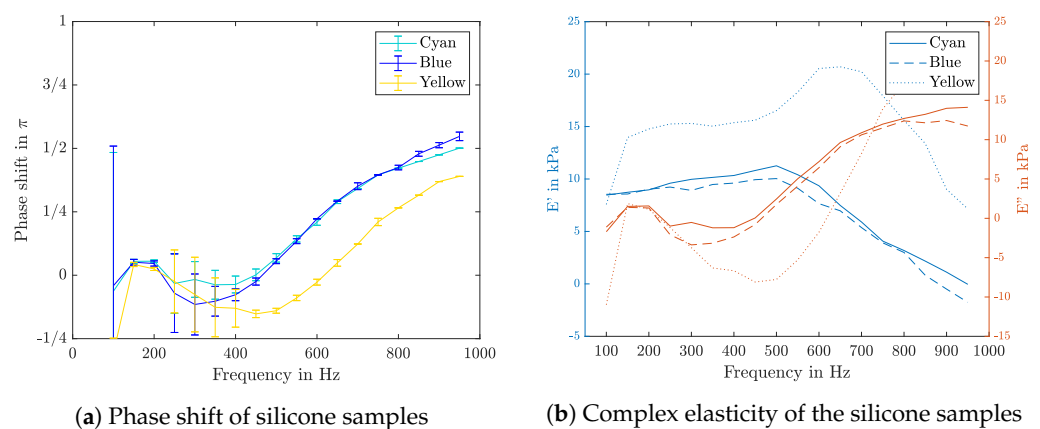 1
3/4
1/2
1/4
0
-1/4
Phase shift in π
0
200
400
600
800
1000
Frequency in Hz
Cyan
Blue
Yellow
(a) Phase shift of silicone samples
25
20
15
10
5
0
-5
E' in kPa
25
20
15
10
5
0
-5
-10
-15
E" in kPa
100
200
300
400
500
600
700
800
900
1000
Frequency in Hz
Cyan
Blue
Yellow
(b) Complex elasticity of the silicone samples